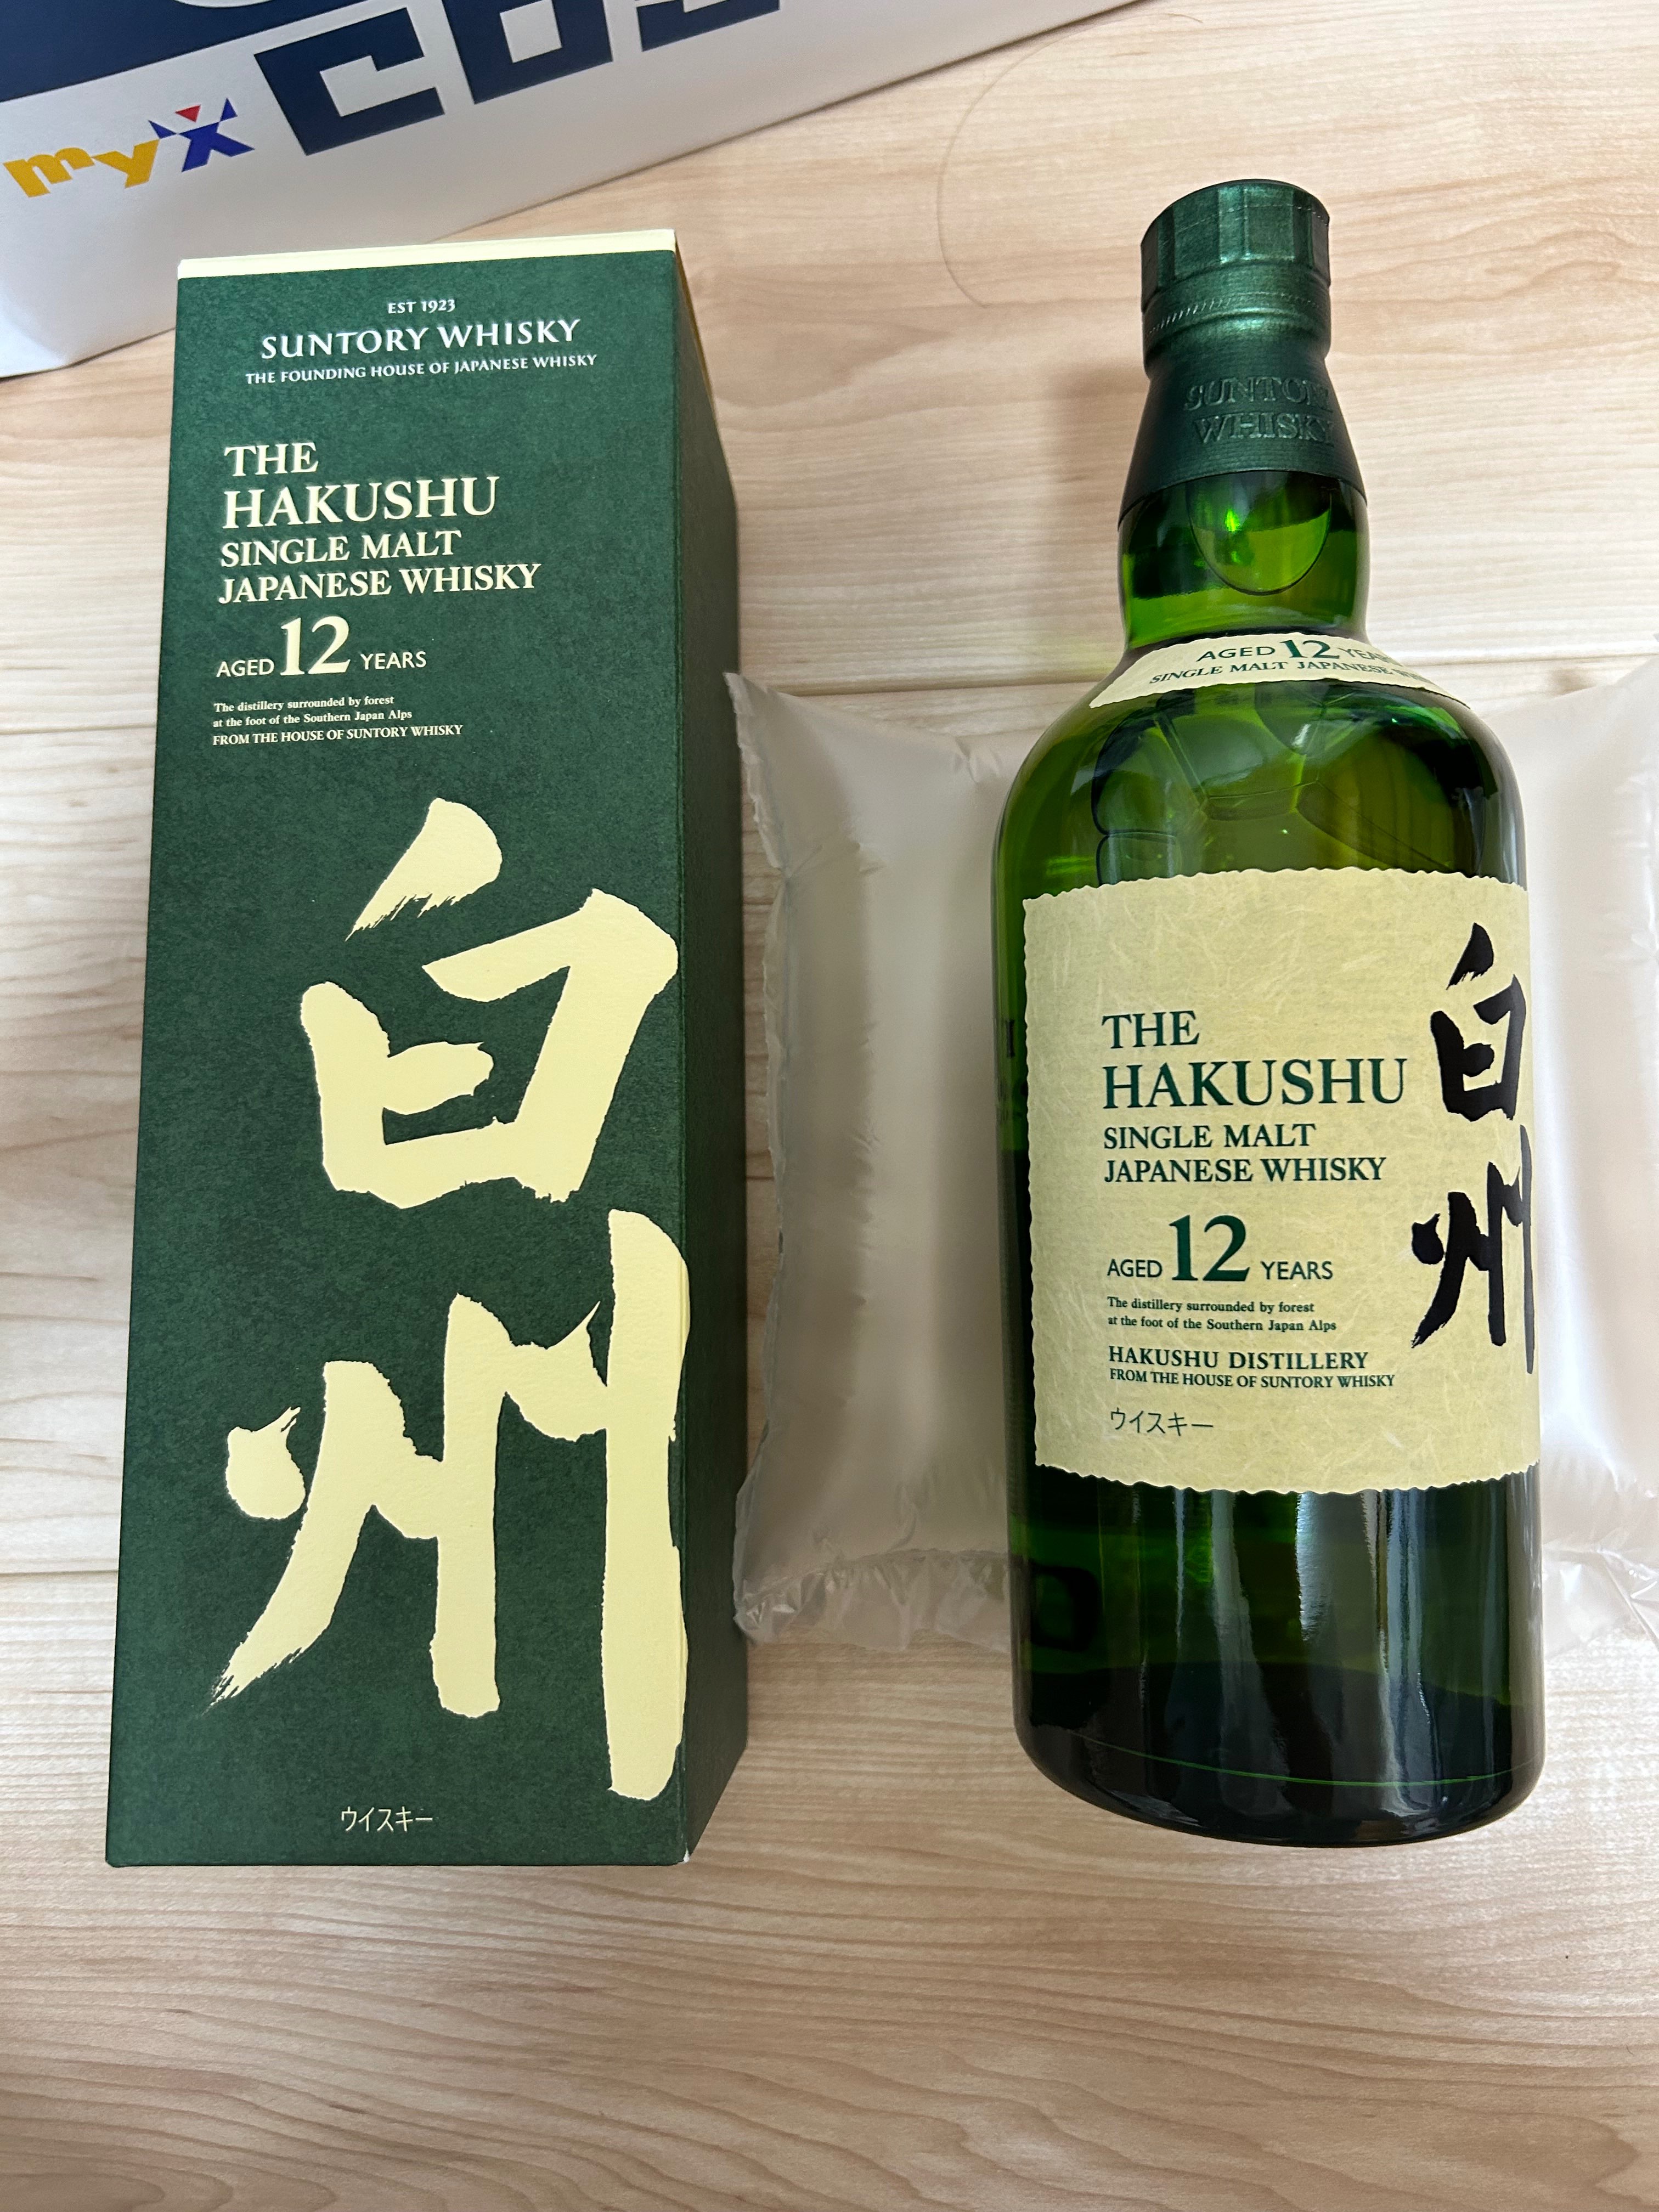 myX
EST 1923
SUNTORY WHISKY
THE FOUNDING HOUSE OF JAPANESE WHISKY
THE
HAKUSHU
SINGLE MALT
JAPANESE WHISKY
AGED 12 YEARS
The distillery surrounded by forest
at the foot of the Southern Japan Alps
FROM THE HOUSE OF SUNTORY WHISKY
白州
ウイスキー
SUNTORY
WHISKY
AGED 12 YEARS
SINGLE MALT JAPANESE
THE
HAKUSHU
SINGLE MALT
JAPANESE WHISKY
AGED 12 YEARS
The distillery surrounded by forest
at the foot of the Southern Japan Alps
HAKUSHU DISTILLERY
FROM THE HOUSE OF SUNTORY WHISKY
ウイスキー
白州